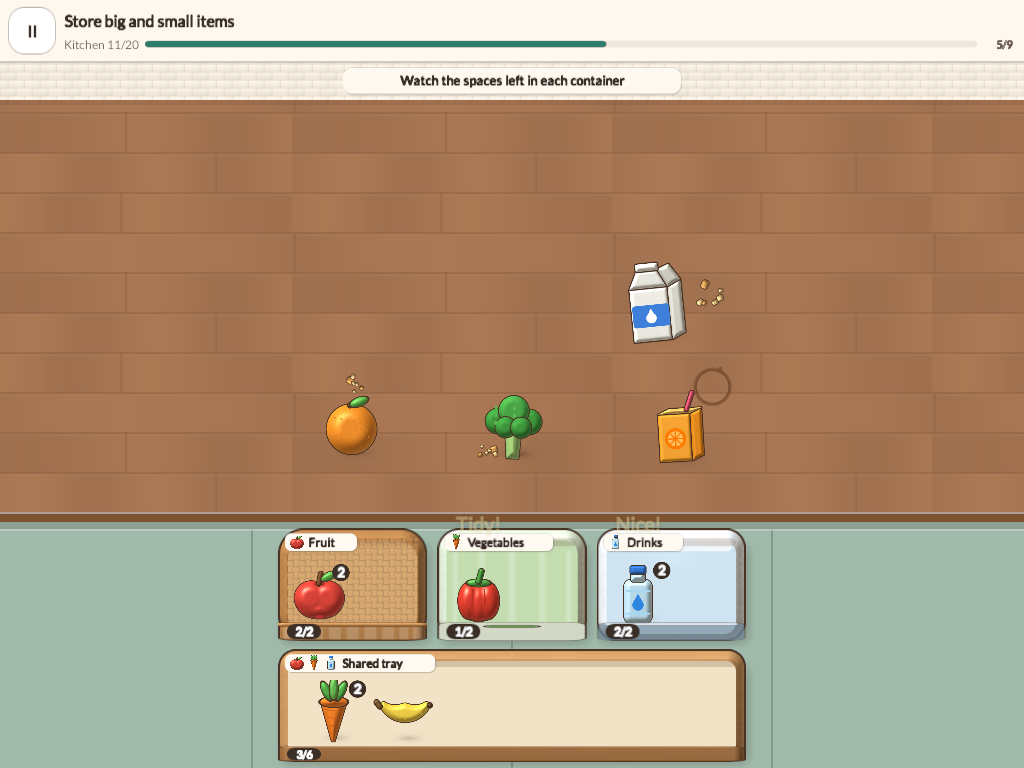 Store big and small items
Kitchen 11/20
5/9
Watch the spaces left in each container
Tidy!
Nice!
Fruit
Vegetables
Drinks
2
2
2/2
1/2
2/2
Shared tray
2
3/6